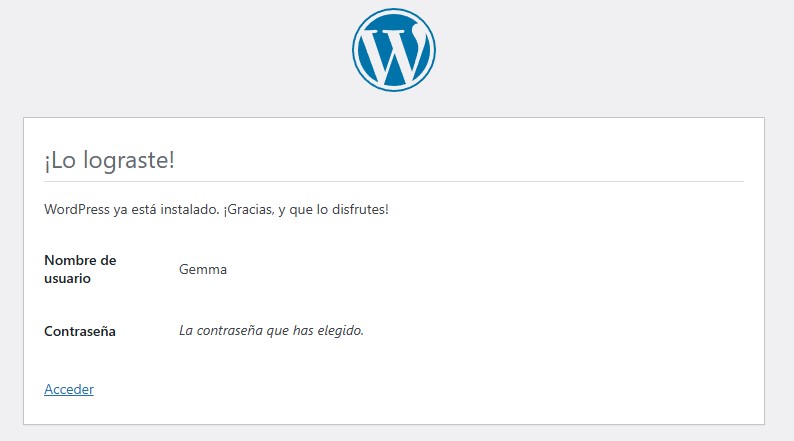 W
¡Lo lograste!
WordPress ya está instalado. ¡Gracias, y que lo disfrutes!
Nombre de
usuario
Gemma
Contraseña
La contraseña que has elegido.
Acceder